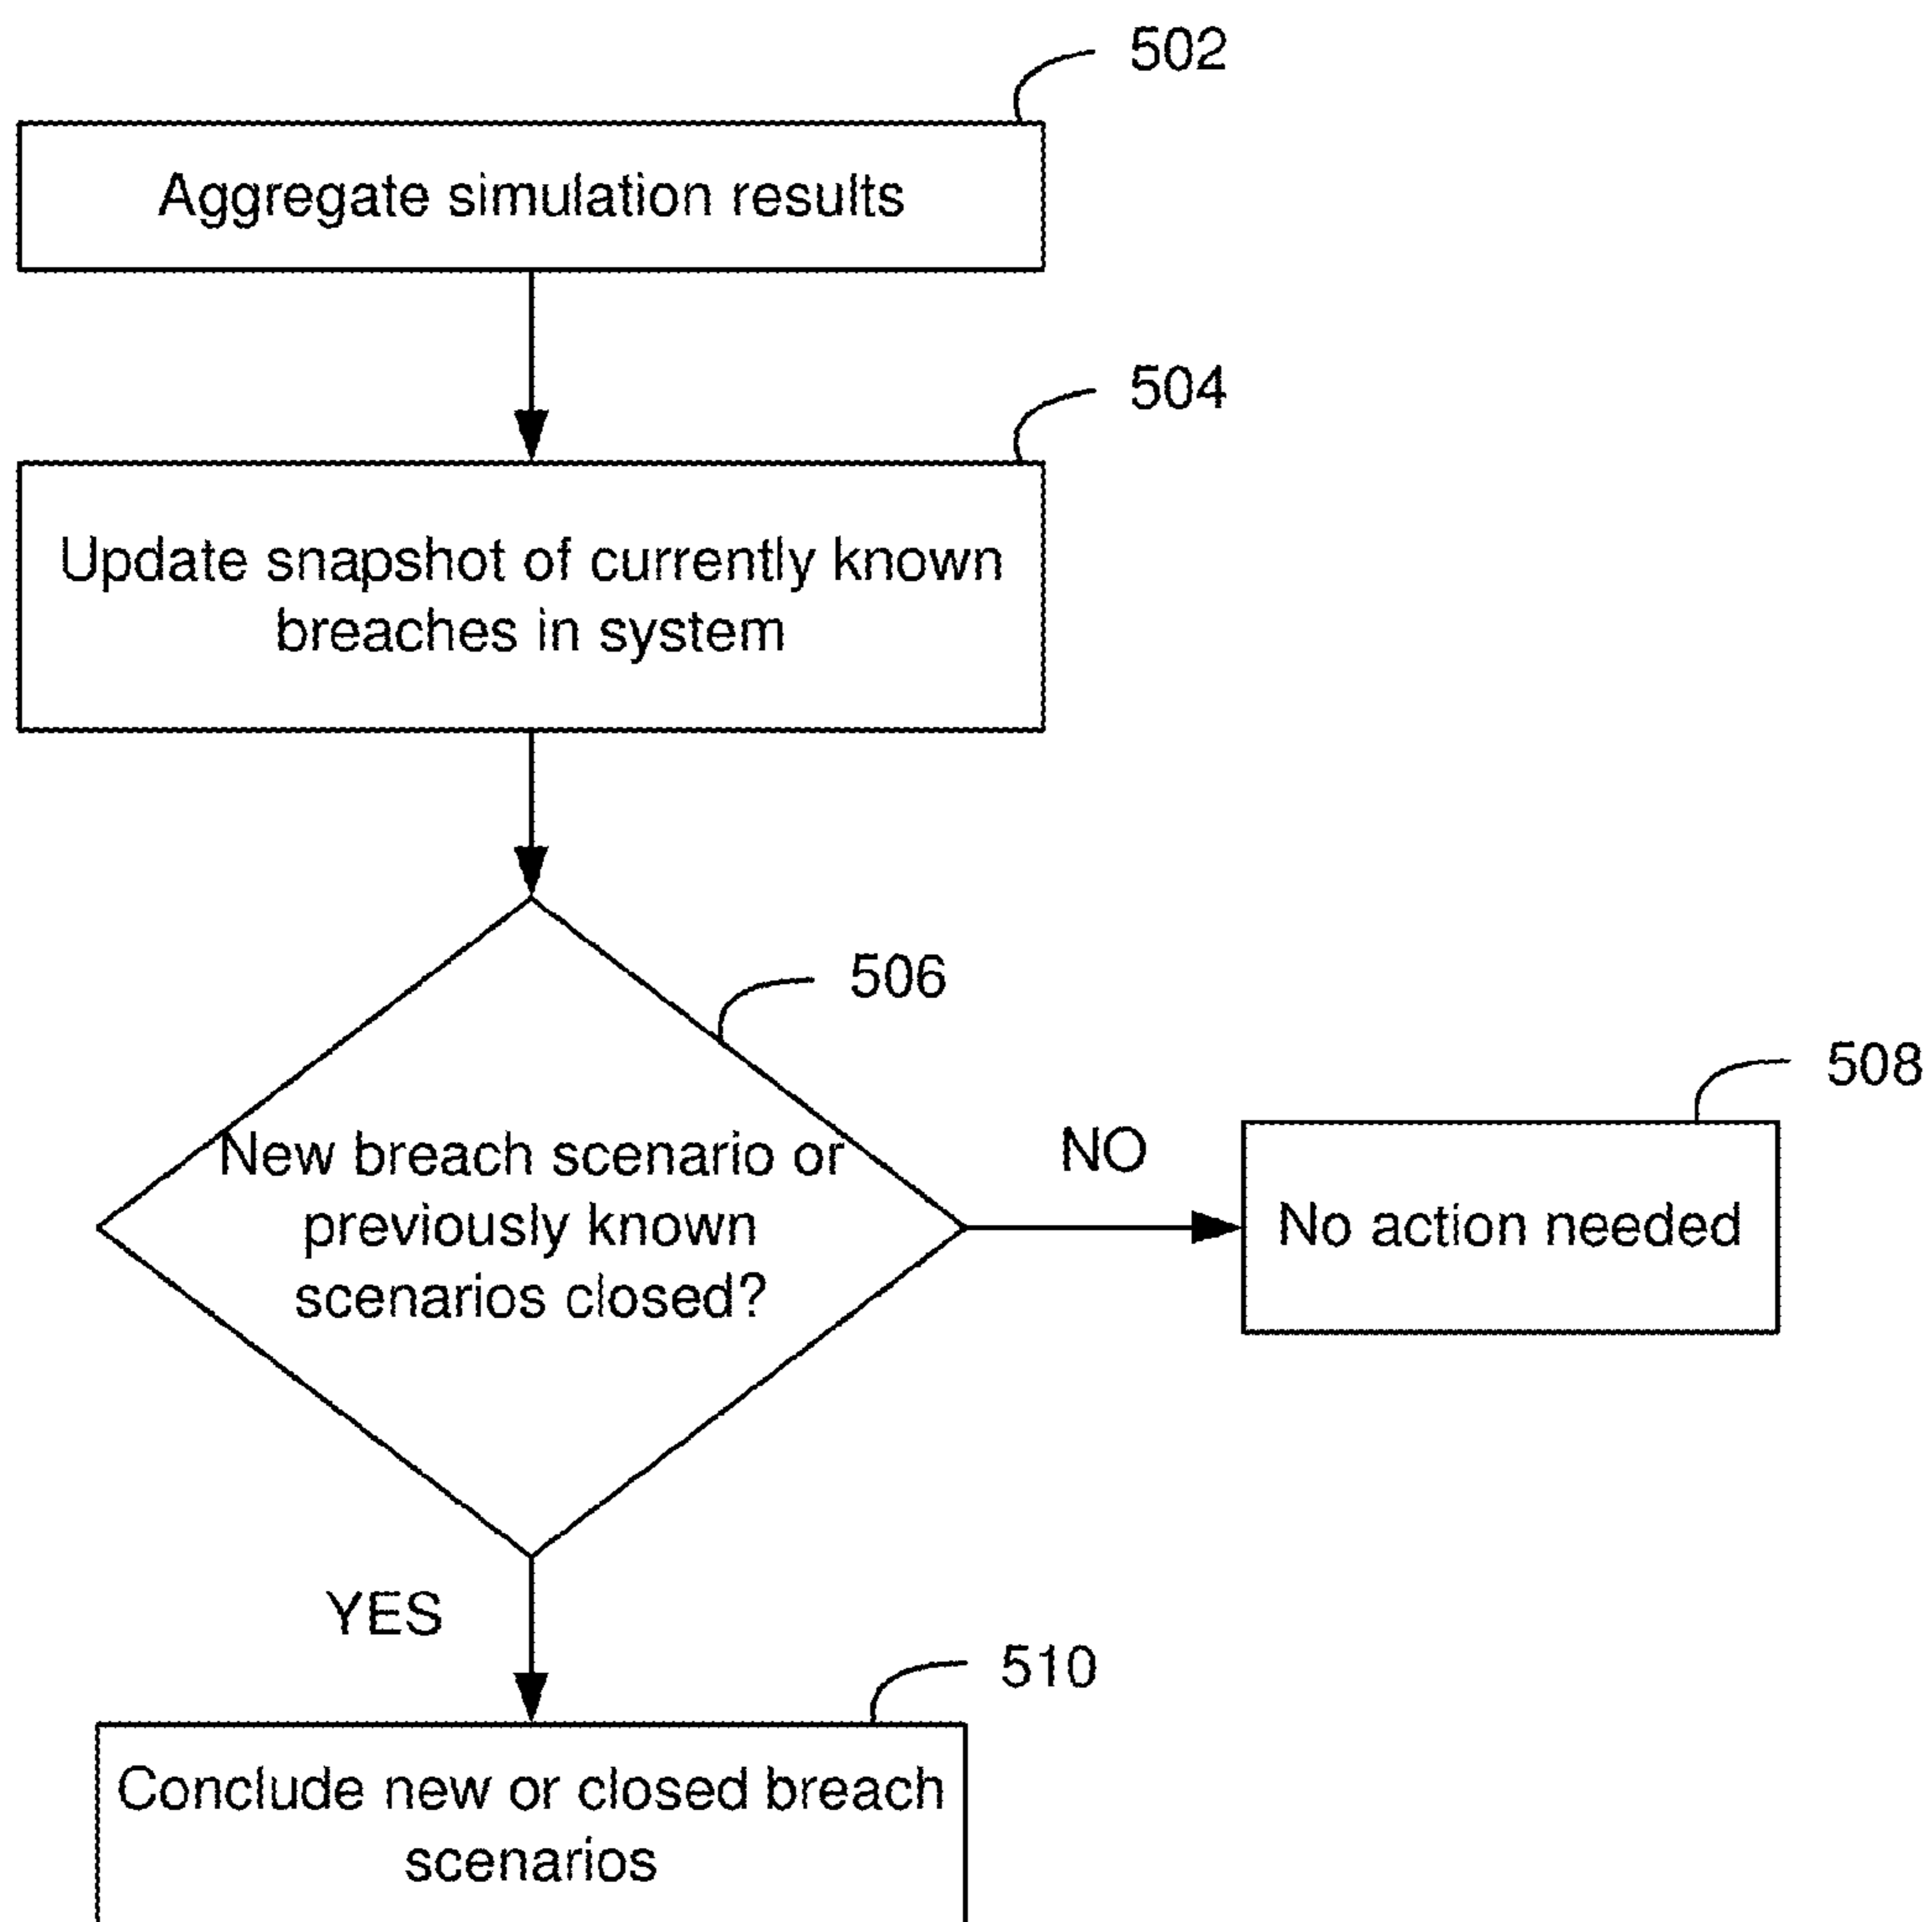 502
Aggregate simulation results
504
Update snapshot of currently known
breaches in system
506
New breach scenario or
previously known
scenarios closed?
NO
508
No action needed
YES
510
Conclude new or closed breach
scenarios